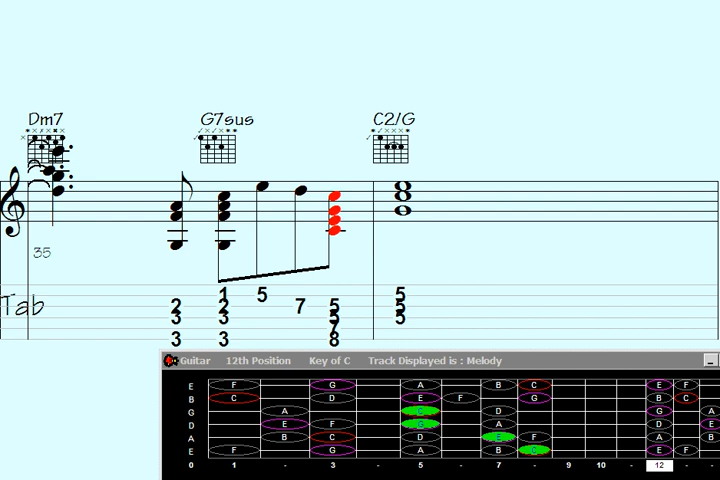 Dm7 G7sus C2/G
35
Tab
1 5 5
2 2 7 5 5
3 3 5 5
7
3 3 8
Guitar 12th Position Key of C Track Displayed is : Melody
E F G A B C E F
B C D E F G B C
G A C D G A
D E F G A D E
A B C D E F A B
E F G A B C E F
0 1 - 3 - 5 - 7 - 9 10 - 12 - -